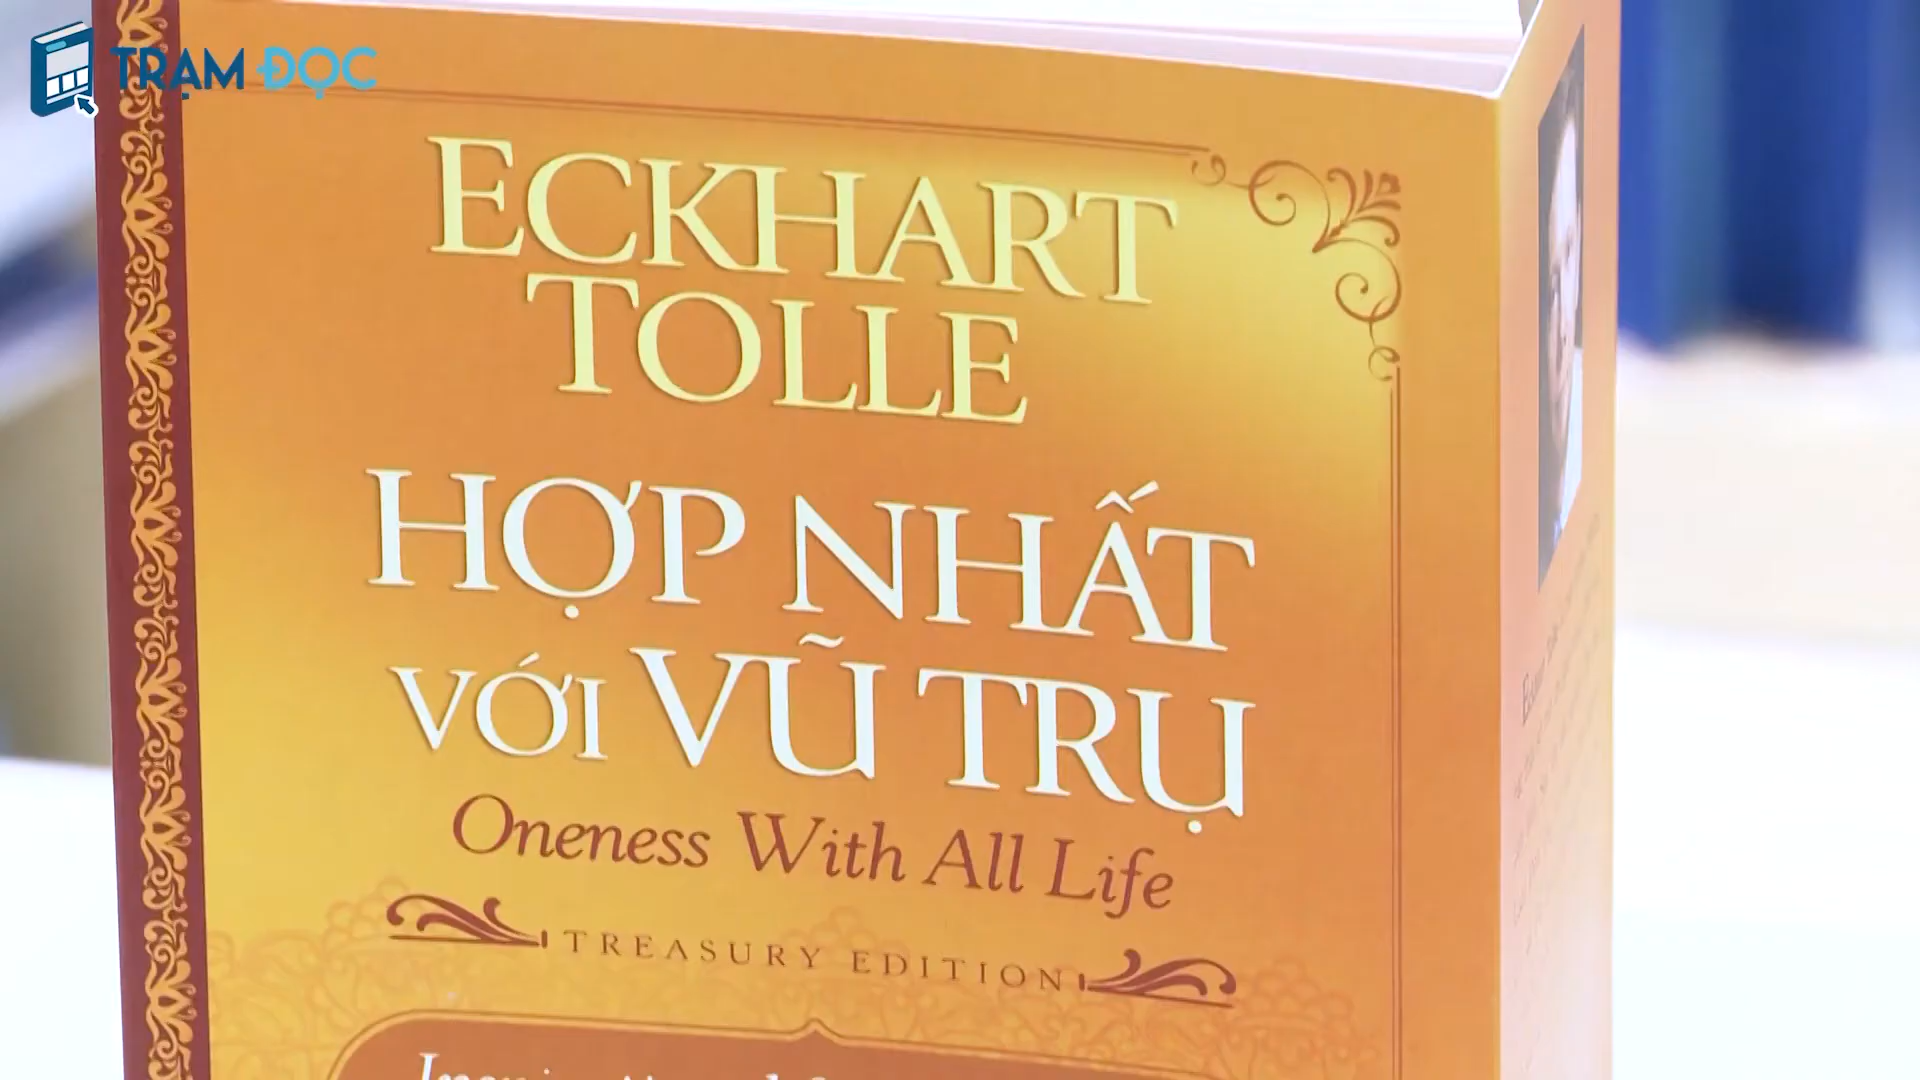 TRẠM ĐỌC
ECKHART
TOLLE
HỢP NHẤT
VỚI VŨ TRỤ
Oneness With All Life
TREASURY EDITION